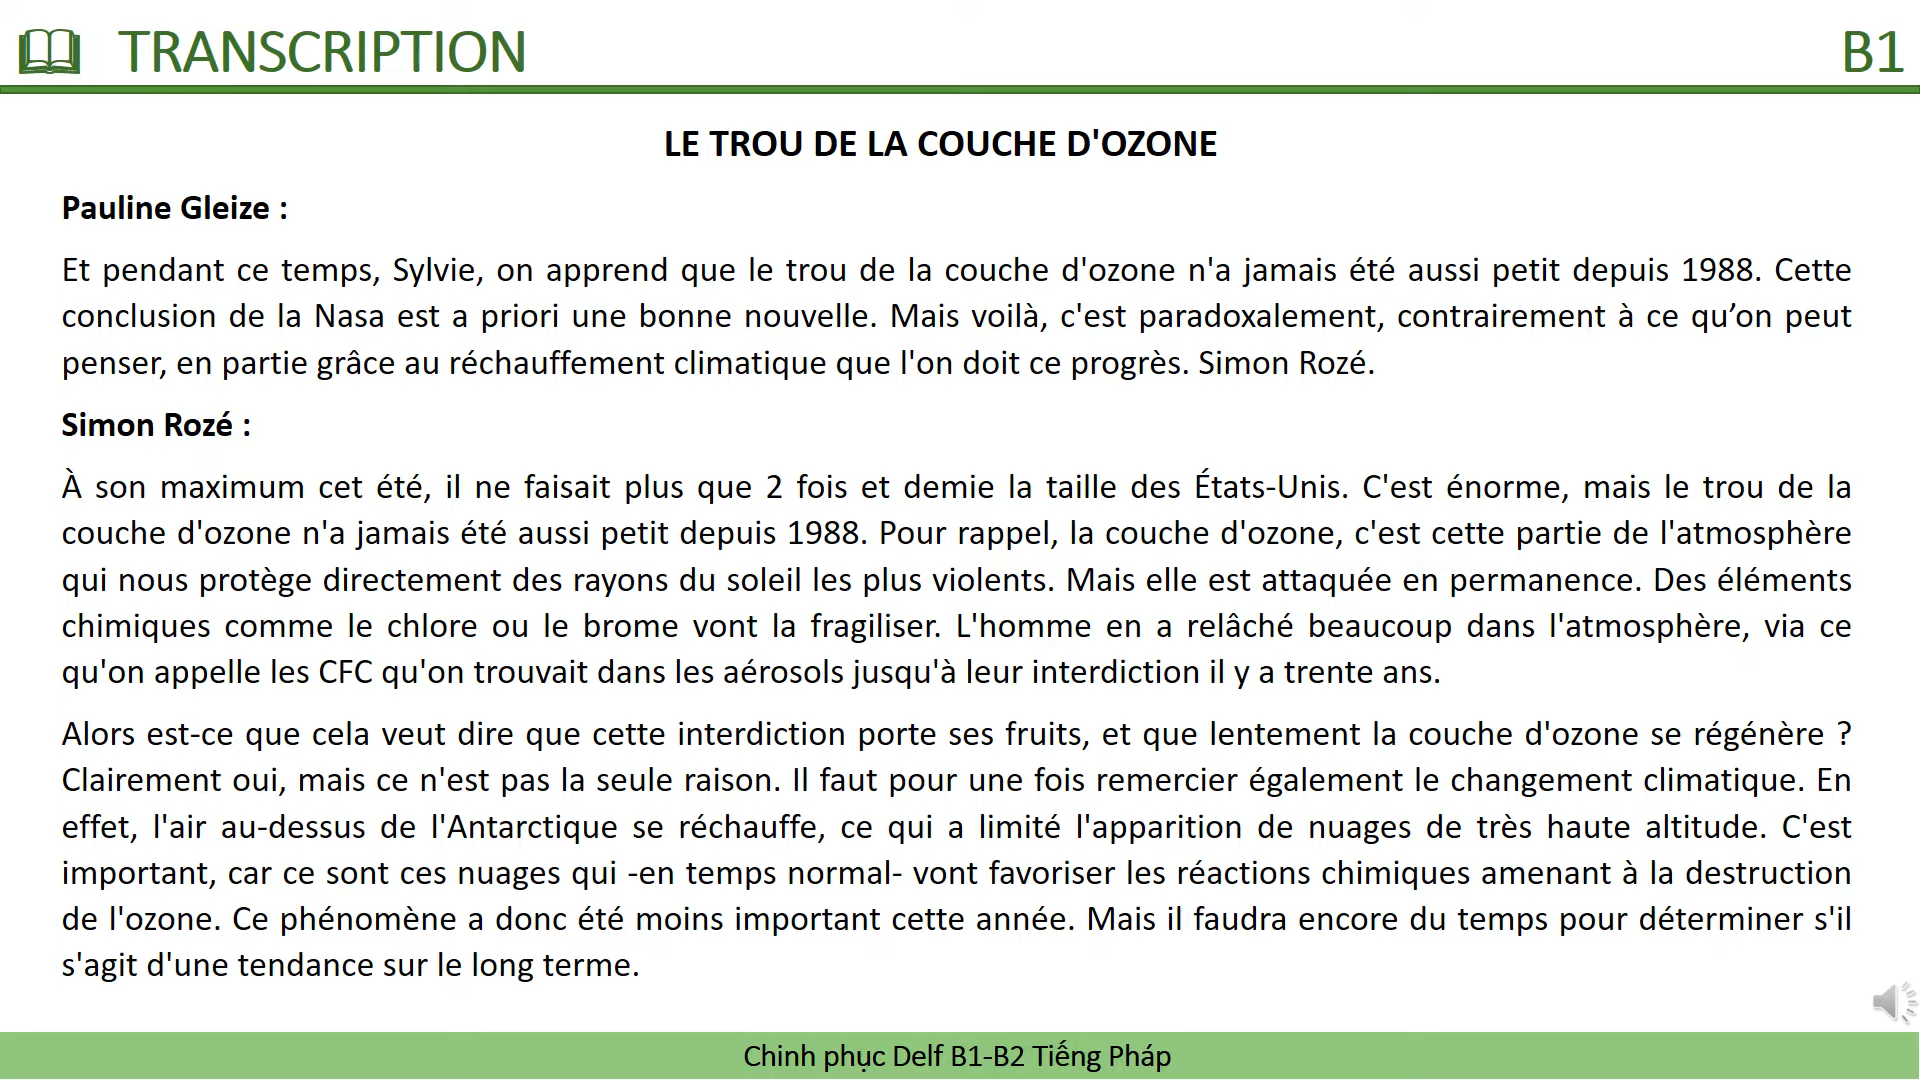 TRANSCRIPTION
B1
LE TROU DE LA COUCHE D'OZONE
Pauline Gleize :
Et pendant ce temps, Sylvie, on apprend que le trou de la couche d'ozone n'a jamais été aussi petit depuis 1988. Cette
conclusion de la Nasa est a priori une bonne nouvelle. Mais voilà, c'est paradoxalement, contrairement à ce qu’on peut
penser, en partie grâce au réchauffement climatique que l'on doit ce progrès. Simon Rozé.
Simon Rozé :
À son maximum cet été, il ne faisait plus que 2 fois et demie la taille des États-Unis. C'est énorme, mais le trou de la
couche d'ozone n'a jamais été aussi petit depuis 1988. Pour rappel, la couche d'ozone, c'est cette partie de l'atmosphère
qui nous protège directement des rayons du soleil les plus violents. Mais elle est attaquée en permanence. Des éléments
chimiques comme le chlore ou le brome vont la fragiliser. L'homme en a relâché beaucoup dans l'atmosphère, via ce
qu'on appelle les CFC qu'on trouvait dans les aérosols jusqu'à leur interdiction il y a trente ans.
Alors est-ce que cela veut dire que cette interdiction porte ses fruits, et que lentement la couche d'ozone se régénère ?
Clairement oui, mais ce n'est pas la seule raison. Il faut pour une fois remercier également le changement climatique. En
effet, l'air au-dessus de l'Antarctique se réchauffe, ce qui a limité l'apparition de nuages de très haute altitude. C'est
important, car ce sont ces nuages qui -en temps normal- vont favoriser les réactions chimiques amenant à la destruction
de l'ozone. Ce phénomène a donc été moins important cette année. Mais il faudra encore du temps pour déterminer s'il
s'agit d'une tendance sur le long terme.
Chinh phục Delf B1-B2 Tiếng Pháp